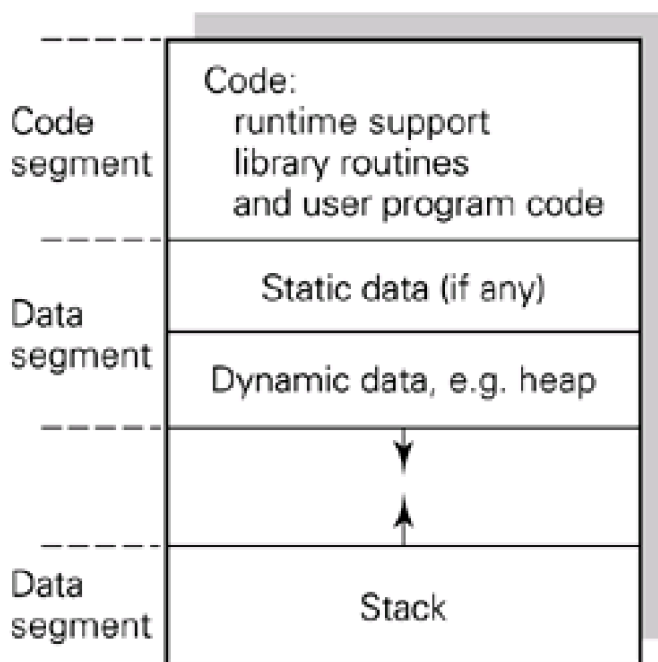 Code
segment
Code:
runtime support
library routines
and user program code
Data
segment
Static data (if any)
Dynamic data, e.g. heap
Data
segment
Stack